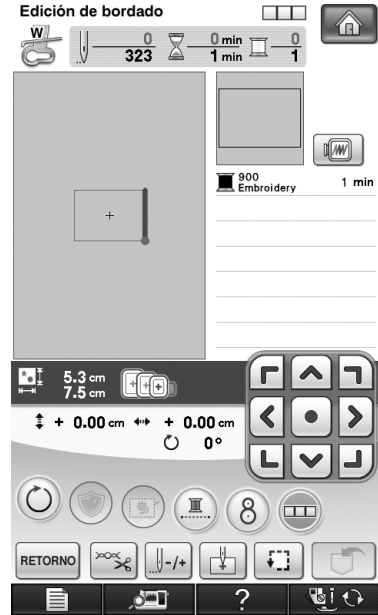 Edición de bordado
W
0 0 min 0
323 1 min 1
900
Embroidery 1 min
5.3 cm
7.5 cm
+ 0.00 cm + 0.00 cm
0°
8
RETORNO -/+
?